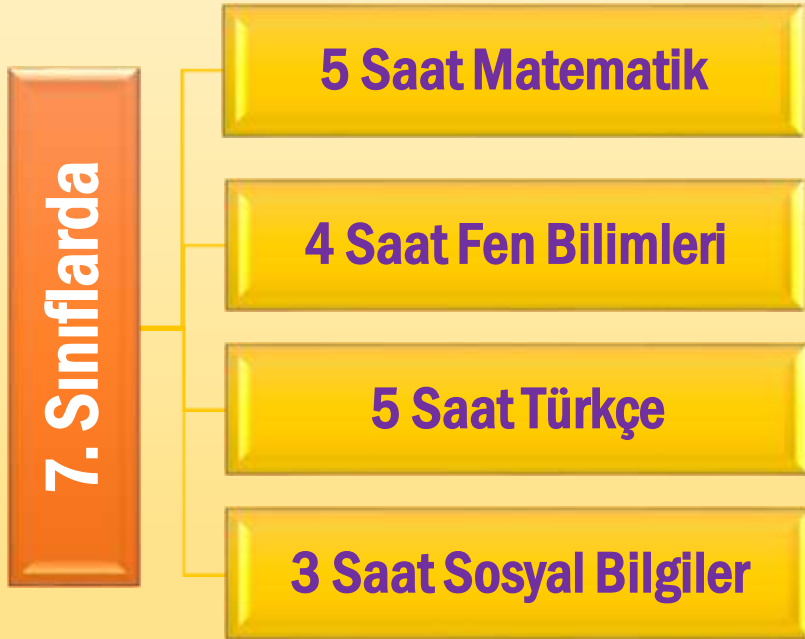 7. Sınıflarda
5 Saat Matematik
4 Saat Fen Bilimleri
5 Saat Türkçe
3 Saat Sosyal Bilgiler